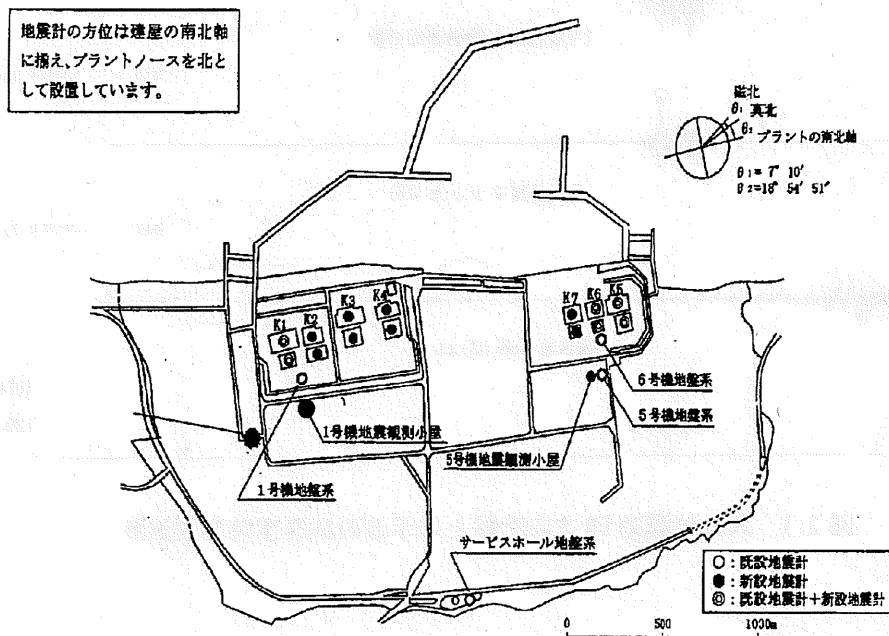 地震計の方位は建屋の南北軸
に揃え、プラントノースを北と
して設置しています。
磁北
θ1 真北
θ2 プラントの南北軸
θ1= 7° 10′
θ2=18° 54′ 51″
K1
K2
K3
K4
K7
K6
K5
6号機地盤系
5号機地盤系
1号機地震観測小屋
5号機地震観測小屋
1号機地盤系
サービスホール地盤系
○：既設地震計
●：新設地震計
◎：既設地震計＋新設地震計
0 500 1000m